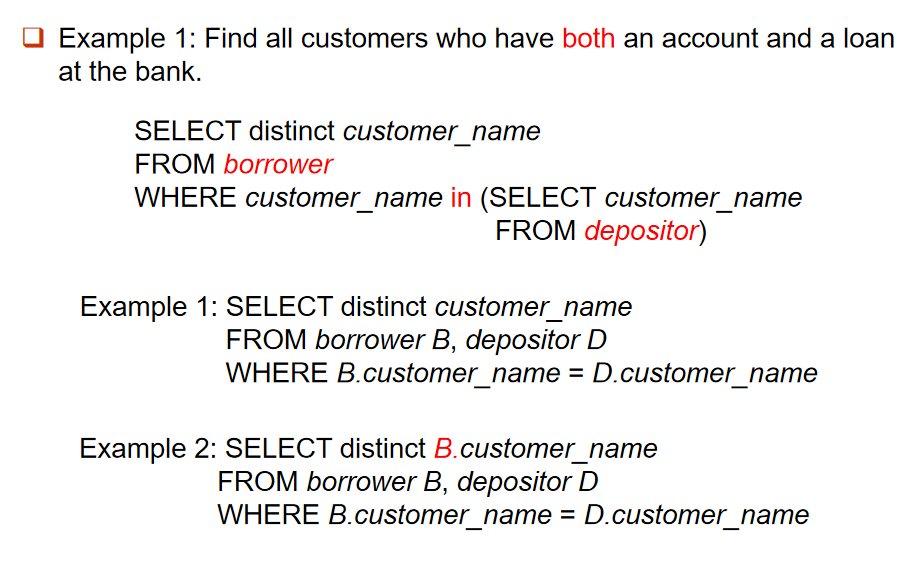 Example 1: Find all customers who have both an account and a loan
at the bank.
SELECT distinct customer_name
FROM borrower
WHERE customer_name in (SELECT customer_name
FROM depositor)
Example 1: SELECT distinct customer_name
FROM borrower B, depositor D
WHERE B.customer_name = D.customer_name
Example 2: SELECT distinct B.customer_name
FROM borrower B, depositor D
WHERE B.customer_name = D.customer_name